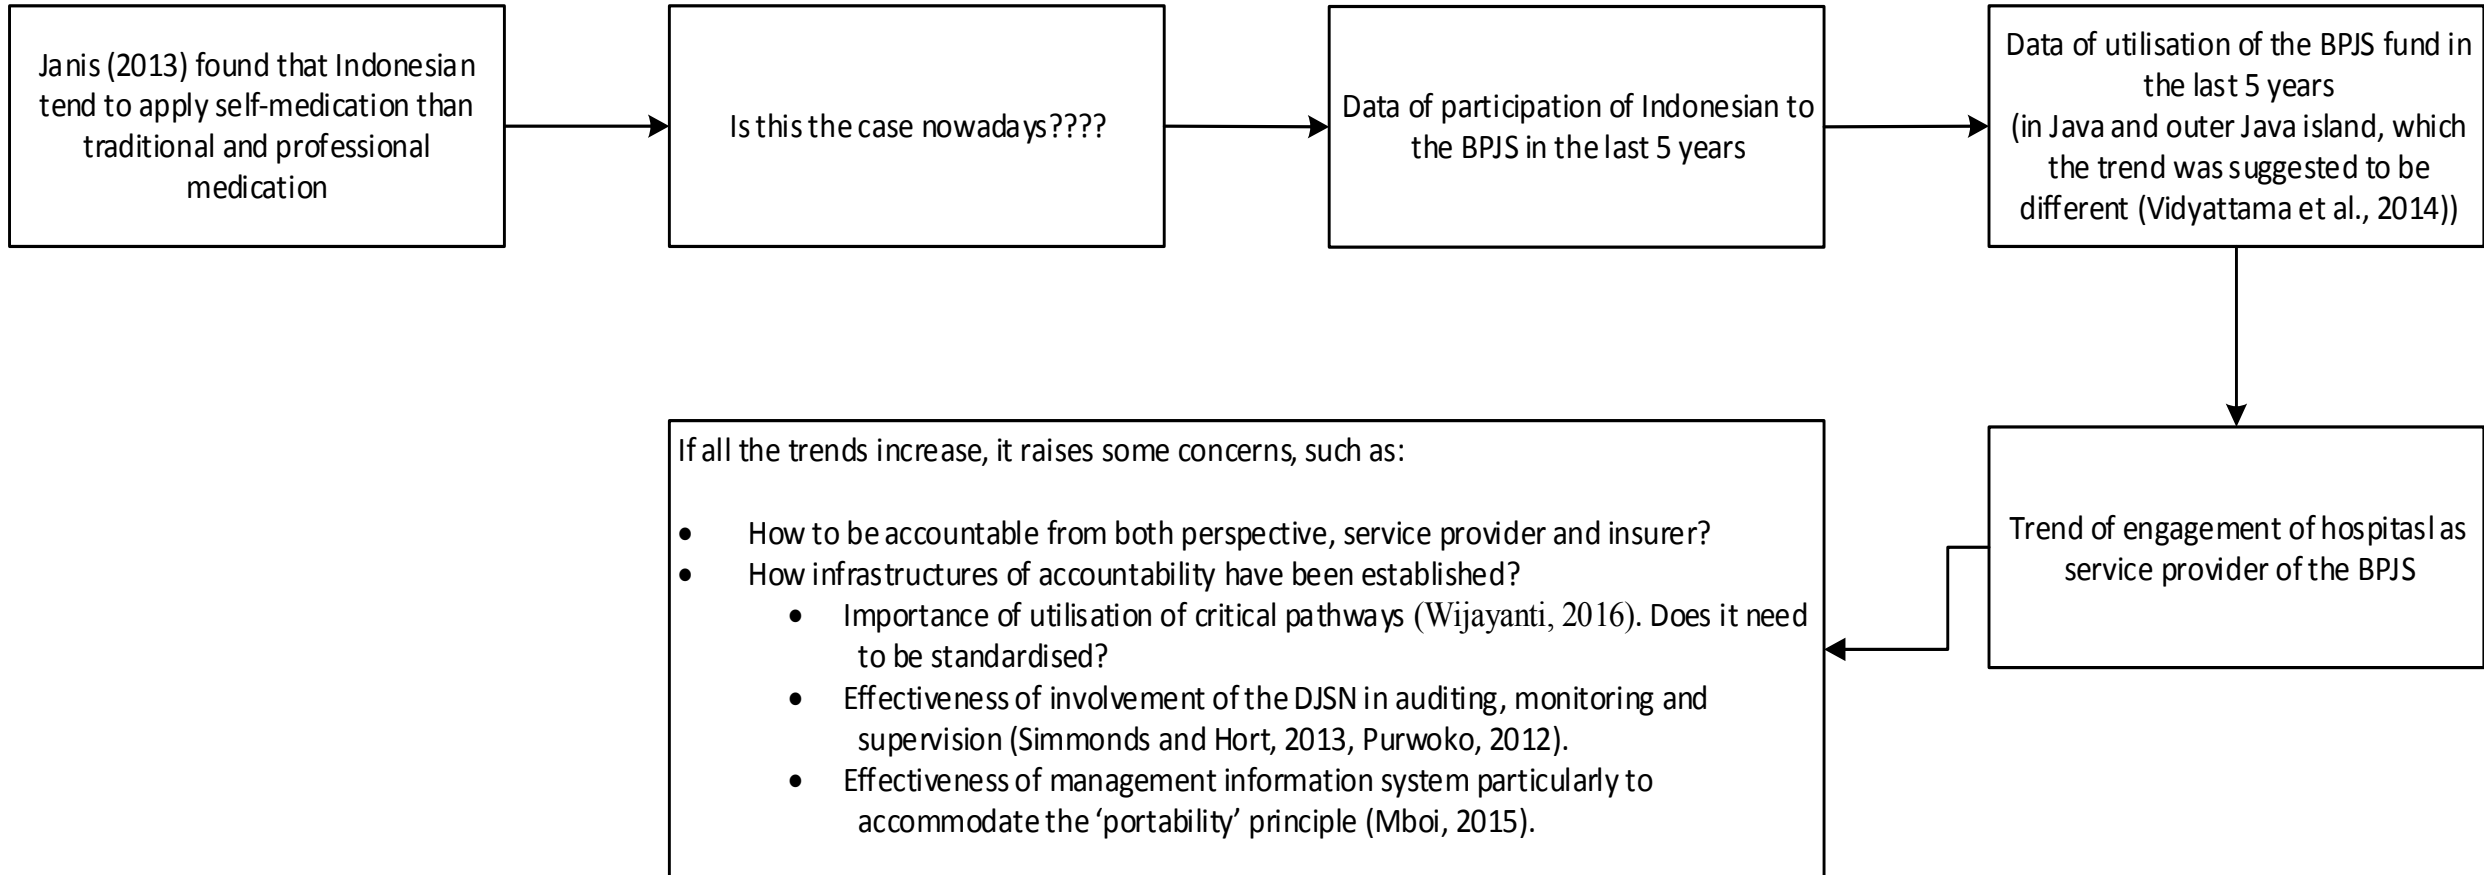 Janis (2013) found that Indonesian
tend to apply self-medication than
traditional and professional
medication
Is this the case nowadays????
Data of participation of Indonesian to
the BPJS in the last 5 years
Data of utilisation of the BPJS fund in
the last 5 years
(in Java and outer Java island, which
the trend was suggested to be
different (Vidyattama et al., 2014))
Trend of engagement of hospitasl as
service provider of the BPJS
If all the trends increase, it raises some concerns, such as:
• How to be accountable from both perspective, service provider and insurer?
• How infrastructures of accountability have been established?
• Importance of utilisation of critical pathways (Wijayanti, 2016). Does it need
to be standardised?
• Effectiveness of involvement of the DJSN in auditing, monitoring and
supervision (Simmonds and Hort, 2013, Purwoko, 2012).
• Effectiveness of management information system particularly to
accommodate the ‘portability’ principle (Mboi, 2015).